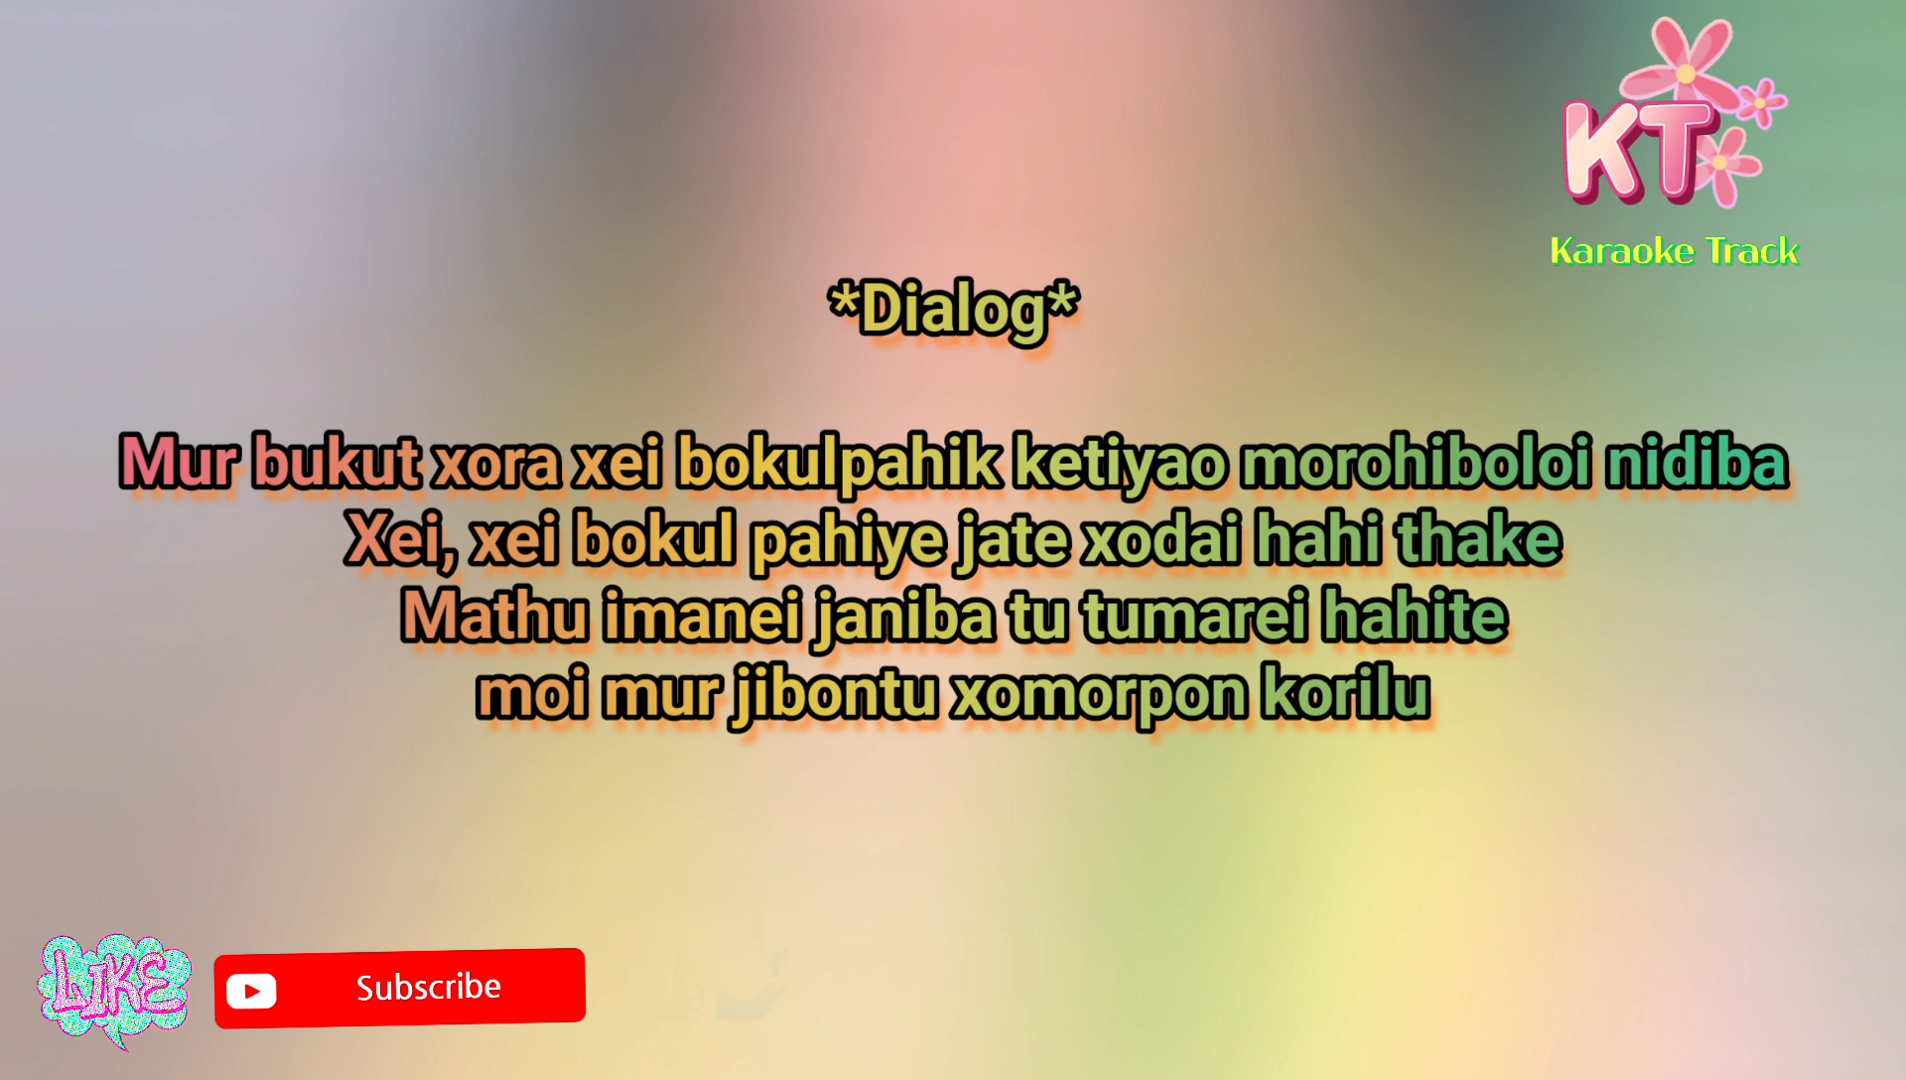 KT
Karaoke Track
*Dialog*
Mur bukut xora xei bokulpahik ketiyao morohiboloi nidiba
Xei, xei bokul pahiye jate xodai hahi thake
Mathu imanei janiba tu tumarei hahite
moi mur jibontu xomorpon korilu
LIKE
Subscribe